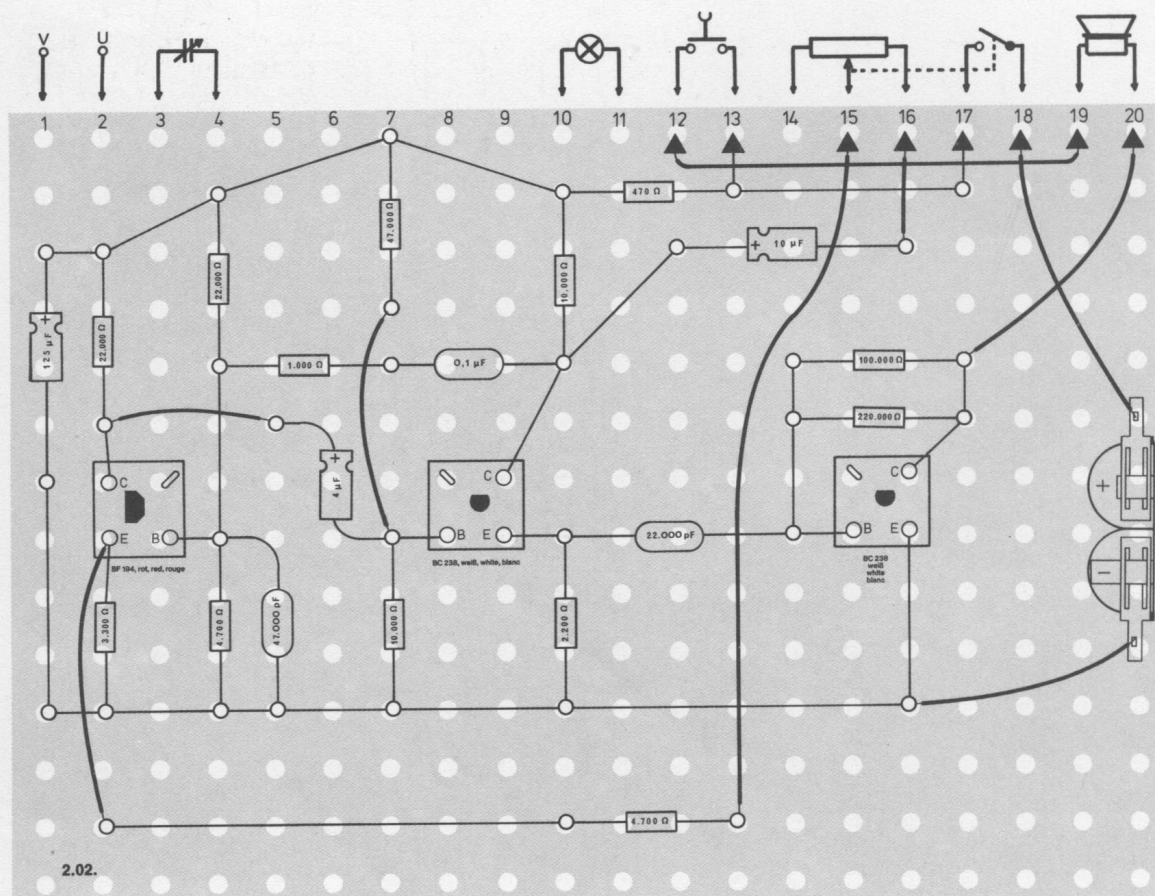 V U
1 2 3 4 5 6 7 8 9 10 11 12 13 14 15 16 17 18 19 20
470 Ω
47.000 Ω
10 µF
+
22.000 Ω
10.000 Ω
+
125 µF
22.000 Ω
1.000 Ω
0,1 µF
100.000 Ω
220.000 Ω
+
4 µF
C
E B
BF 194, rot, red, rouge
C
B E
BC 238, weiß, white, blanc
22.000 pF
C
B E
BC 238
weiß
white
blanc
+
−
3.300 Ω
4.700 Ω
47.000 pF
10.000 Ω
2.200 Ω
4.700 Ω
2.02.